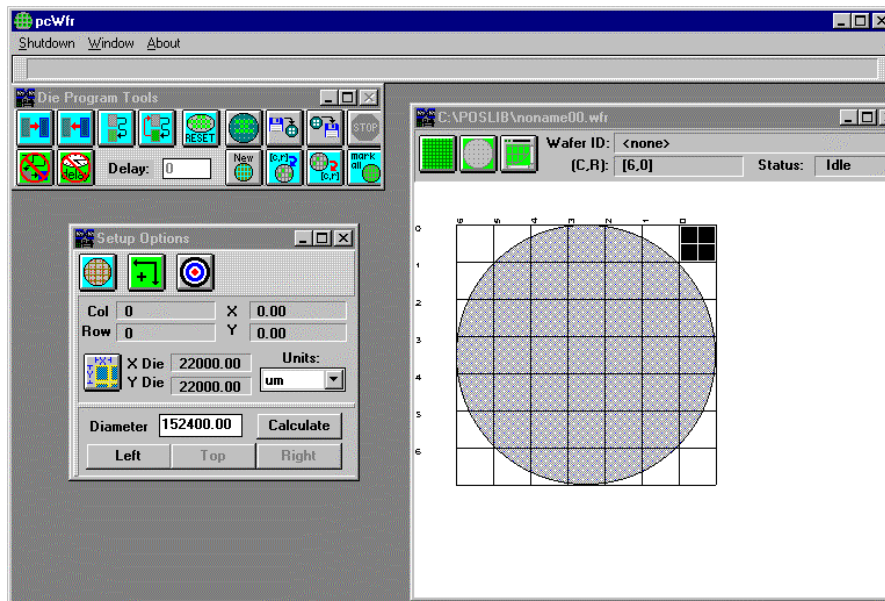 pcWfr
Shutdown Window About
Die Program Tools
RESET
STOP
delay
Delay: 0
New
[c,r]
[c,r]
mark all
C:\POSLIB\noname00.wfr
Wafer ID: <none>
(C,R): [6,0] Status: Idle
6 5 4 3 2 1 0
0
1
2
3
4
5
6
Setup Options
Col 0 X 0.00
Row 0 Y 0.00
X Die 22000.00 Units:
Y Die 22000.00 um
Diameter 152400.00 Calculate
Left Top Right